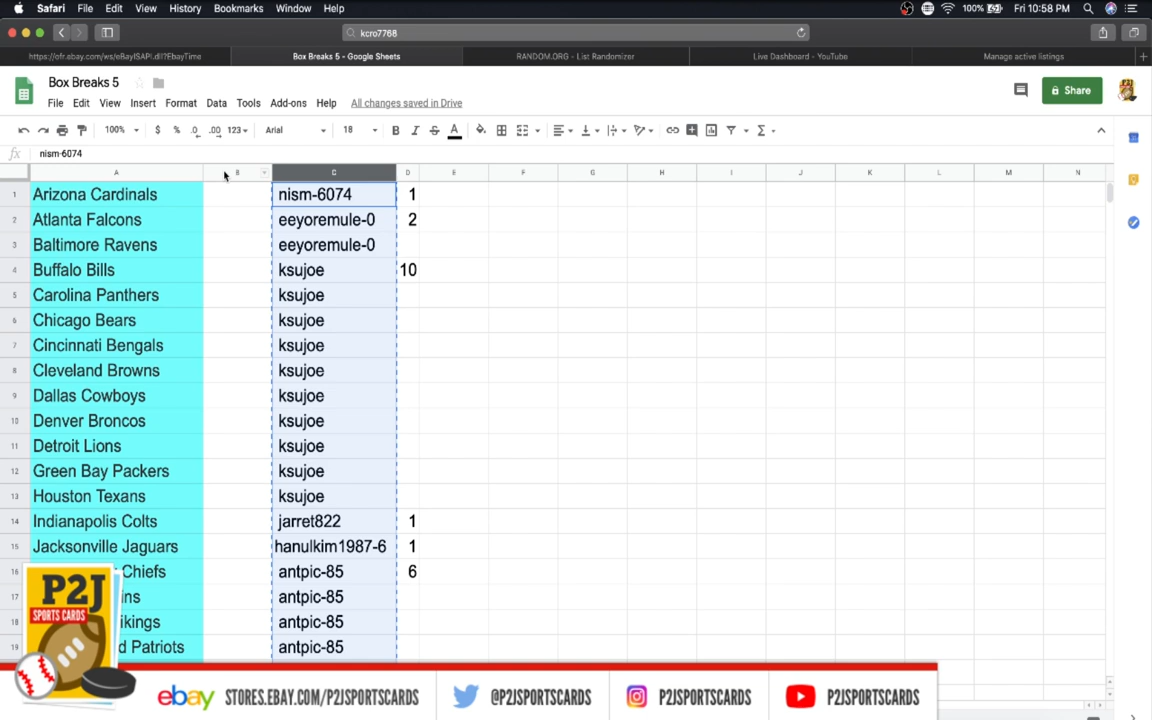 Safari File Edit View History Bookmarks Window Help 100% Fri 10:58 PM
kcro7768
https://ofr.ebay.com/ws/eBayISAPI.dll?EbayTime Box Breaks 5 - Google Sheets RANDOM.ORG - List Randomizer Live Dashboard - YouTube Manage active listings
Box Breaks 5
File Edit View Insert Format Data Tools Add-ons Help All changes saved in Drive
Share
100% $ % .0 .00 123 Arial 18 B I S A
fx nism-6074
A B C D E F G H I J K L M N
1 Arizona Cardinals nism-6074 1
2 Atlanta Falcons eeyoremule-0 2
3 Baltimore Ravens eeyoremule-0
4 Buffalo Bills ksujoe 10
5 Carolina Panthers ksujoe
6 Chicago Bears ksujoe
7 Cincinnati Bengals ksujoe
8 Cleveland Browns ksujoe
9 Dallas Cowboys ksujoe
10 Denver Broncos ksujoe
11 Detroit Lions ksujoe
12 Green Bay Packers ksujoe
13 Houston Texans ksujoe
14 Indianapolis Colts jarret822 1
15 Jacksonville Jaguars hanulkim1987-6 1
16 Chiefs antpic-85 6
17 ins antpic-85
18 ikings antpic-85
19 d Patriots antpic-85
P2J
SPORTS CARDS
ebay STORES.EBAY.COM/P2JSPORTSCARDS @P2JSPORTSCARDS P2JSPORTSCARDS P2JSPORTSCARDS